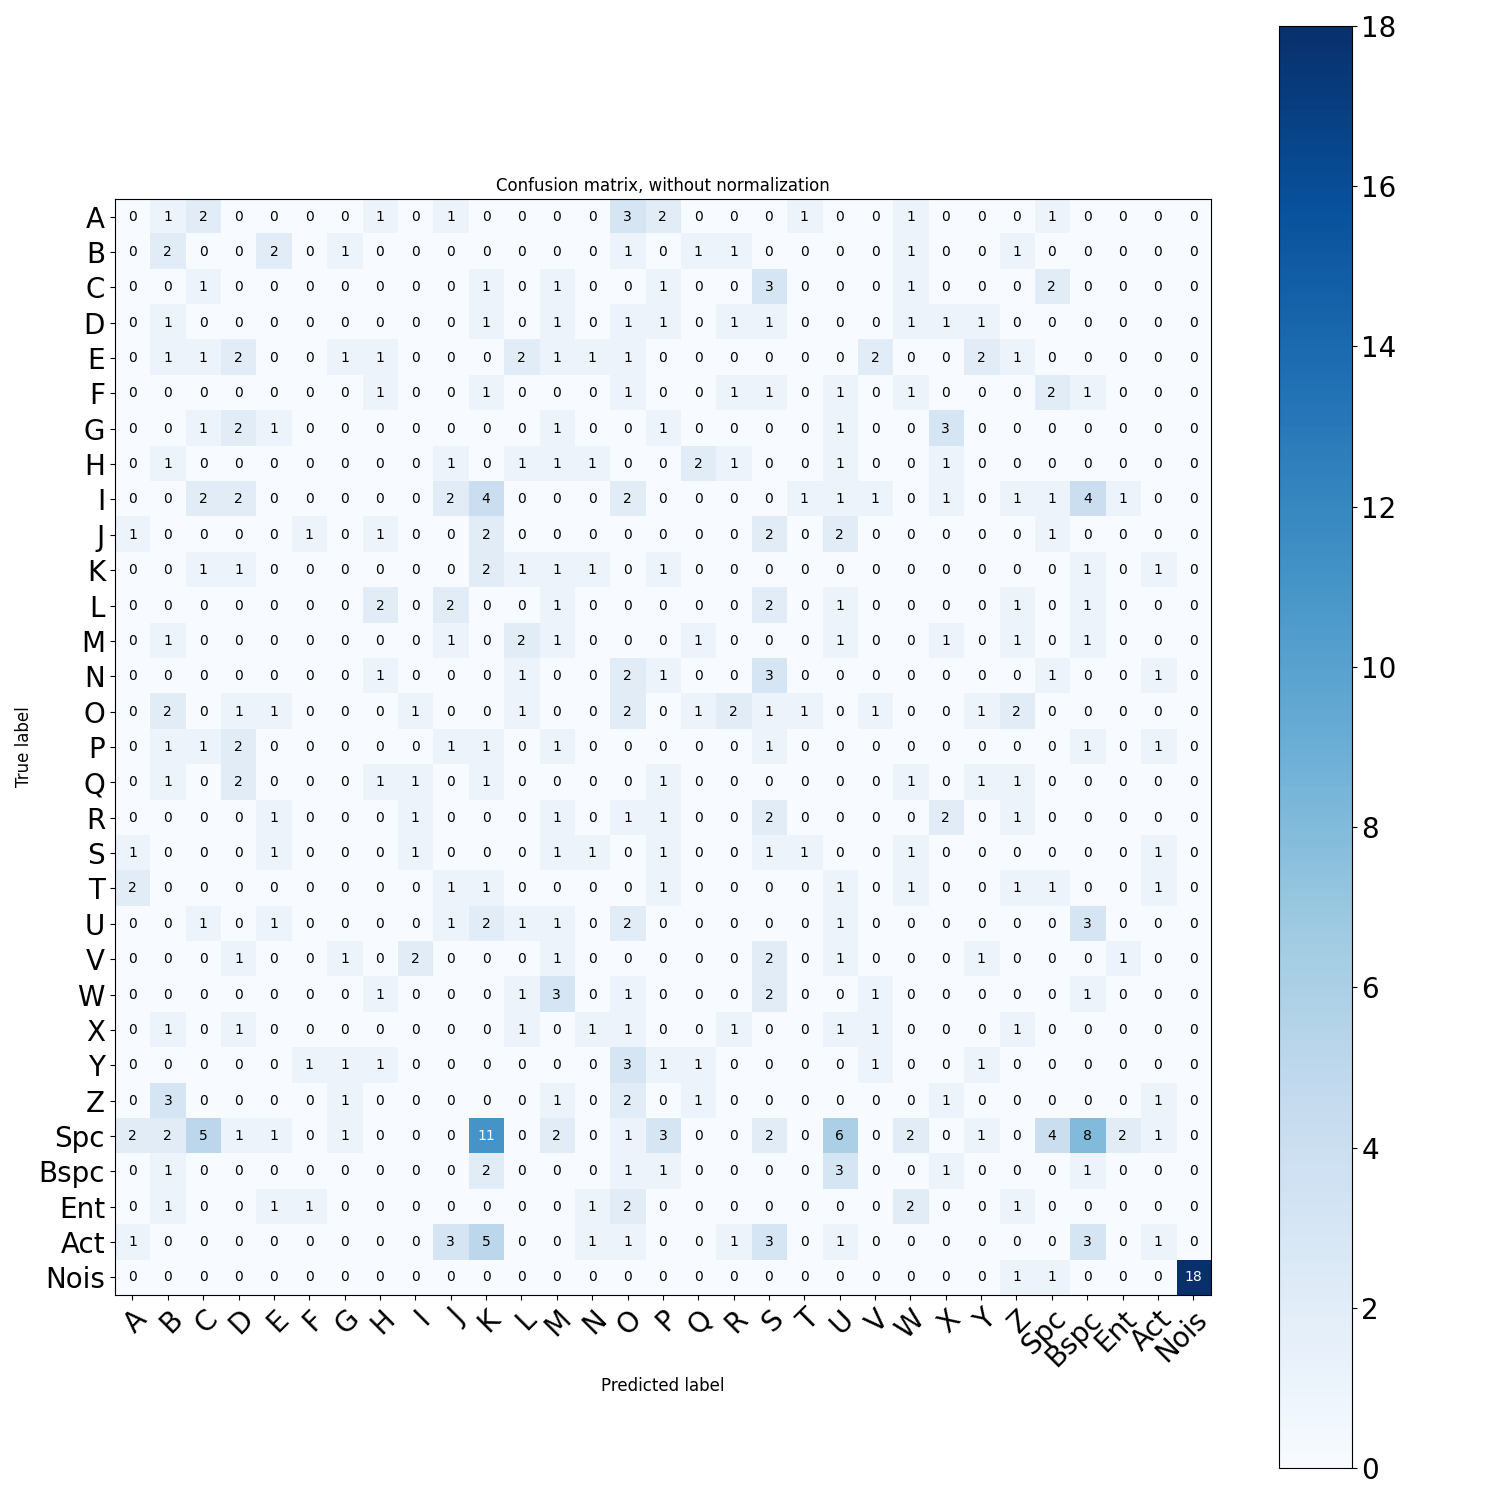 Confusion matrix, without normalization
A 0 1 2 0 0 0 0 1 0 1 0 0 0 0 3 2 0 0 0 1 0 0 1 0 0 0 1 0 0 0 0
B 0 2 0 0 2 0 1 0 0 0 0 0 0 0 1 0 1 1 0 0 0 0 1 0 0 1 0 0 0 0 0
C 0 0 1 0 0 0 0 0 0 0 1 0 1 0 0 1 0 0 3 0 0 0 1 0 0 0 2 0 0 0 0
D 0 1 0 0 0 0 0 0 0 0 1 0 1 0 1 1 0 1 1 0 0 0 1 1 1 0 0 0 0 0 0
E 0 1 1 2 0 0 1 1 0 0 0 2 1 1 1 0 0 0 0 0 0 2 0 0 2 1 0 0 0 0 0
F 0 0 0 0 0 0 0 1 0 0 1 0 0 0 1 0 0 1 1 0 1 0 1 0 0 0 2 1 0 0 0
G 0 0 1 2 1 0 0 0 0 0 0 0 1 0 0 1 0 0 0 0 1 0 0 3 0 0 0 0 0 0 0
H 0 1 0 0 0 0 0 0 0 1 0 1 1 1 0 0 2 1 0 0 1 0 0 1 0 0 0 0 0 0 0
I 0 0 2 2 0 0 0 0 0 2 4 0 0 0 2 0 0 0 0 1 1 1 0 1 0 1 1 4 1 0 0
J 1 0 0 0 0 1 0 1 0 0 2 0 0 0 0 0 0 0 2 0 2 0 0 0 0 0 1 0 0 0 0
K 0 0 1 1 0 0 0 0 0 0 2 1 1 1 0 1 0 0 0 0 0 0 0 0 0 0 0 1 0 1 0
L 0 0 0 0 0 0 0 2 0 2 0 0 1 0 0 0 0 0 2 0 1 0 0 0 0 1 0 1 0 0 0
M 0 1 0 0 0 0 0 0 0 1 0 2 1 0 0 0 1 0 0 0 1 0 0 1 0 1 0 1 0 0 0
N 0 0 0 0 0 0 0 1 0 0 0 1 0 0 2 1 0 0 3 0 0 0 0 0 0 0 1 0 0 1 0
O 0 2 0 1 1 0 0 0 1 0 0 1 0 0 2 0 1 2 1 1 0 1 0 0 1 2 0 0 0 0 0
P 0 1 1 2 0 0 0 0 0 1 1 0 1 0 0 0 0 0 1 0 0 0 0 0 0 0 0 1 0 1 0
Q 0 1 0 2 0 0 0 1 1 0 1 0 0 0 0 1 0 0 0 0 0 0 1 0 1 1 0 0 0 0 0
R 0 0 0 0 1 0 0 0 1 0 0 0 1 0 1 1 0 0 2 0 0 0 0 2 0 1 0 0 0 0 0
S 1 0 0 0 1 0 0 0 1 0 0 0 1 1 0 1 0 0 1 1 0 0 1 0 0 0 0 0 0 1 0
T 2 0 0 0 0 0 0 0 0 1 1 0 0 0 0 1 0 0 0 0 1 0 1 0 0 1 1 0 0 1 0
U 0 0 1 0 1 0 0 0 0 1 2 1 1 0 2 0 0 0 0 0 1 0 0 0 0 0 0 3 0 0 0
V 0 0 0 1 0 0 1 0 2 0 0 0 1 0 0 0 0 0 2 0 1 0 0 0 1 0 0 0 1 0 0
W 0 0 0 0 0 0 0 1 0 0 0 1 3 0 1 0 0 0 2 0 0 1 0 0 0 0 0 1 0 0 0
X 0 1 0 1 0 0 0 0 0 0 0 1 0 1 1 0 0 1 0 0 1 1 0 0 0 1 0 0 0 0 0
Y 0 0 0 0 0 1 1 1 0 0 0 0 0 0 3 1 1 0 0 0 0 1 0 0 1 0 0 0 0 0 0
Z 0 3 0 0 0 0 1 0 0 0 0 0 1 0 2 0 1 0 0 0 0 0 0 1 0 0 0 0 0 1 0
Spc 2 2 5 1 1 0 1 0 0 0 11 0 2 0 1 3 0 0 2 0 6 0 2 0 1 0 4 8 2 1 0
Bspc 0 1 0 0 0 0 0 0 0 0 2 0 0 0 1 1 0 0 0 0 3 0 0 1 0 0 0 1 0 0 0
Ent 0 1 0 0 1 1 0 0 0 0 0 0 0 1 2 0 0 0 0 0 0 0 2 0 0 1 0 0 0 0 0
Act 1 0 0 0 0 0 0 0 0 3 5 0 0 1 1 0 0 1 3 0 1 0 0 0 0 0 0 3 0 1 0
Nois 0 0 0 0 0 0 0 0 0 0 0 0 0 0 0 0 0 0 0 0 0 0 0 0 0 1 1 0 0 0 18
A B C D E F G H I J K L M N O P Q R S T U V W X Y Z Spc Bspc Ent Act Nois
Predicted label
True label
18
16
14
12
10
8
6
4
2
0